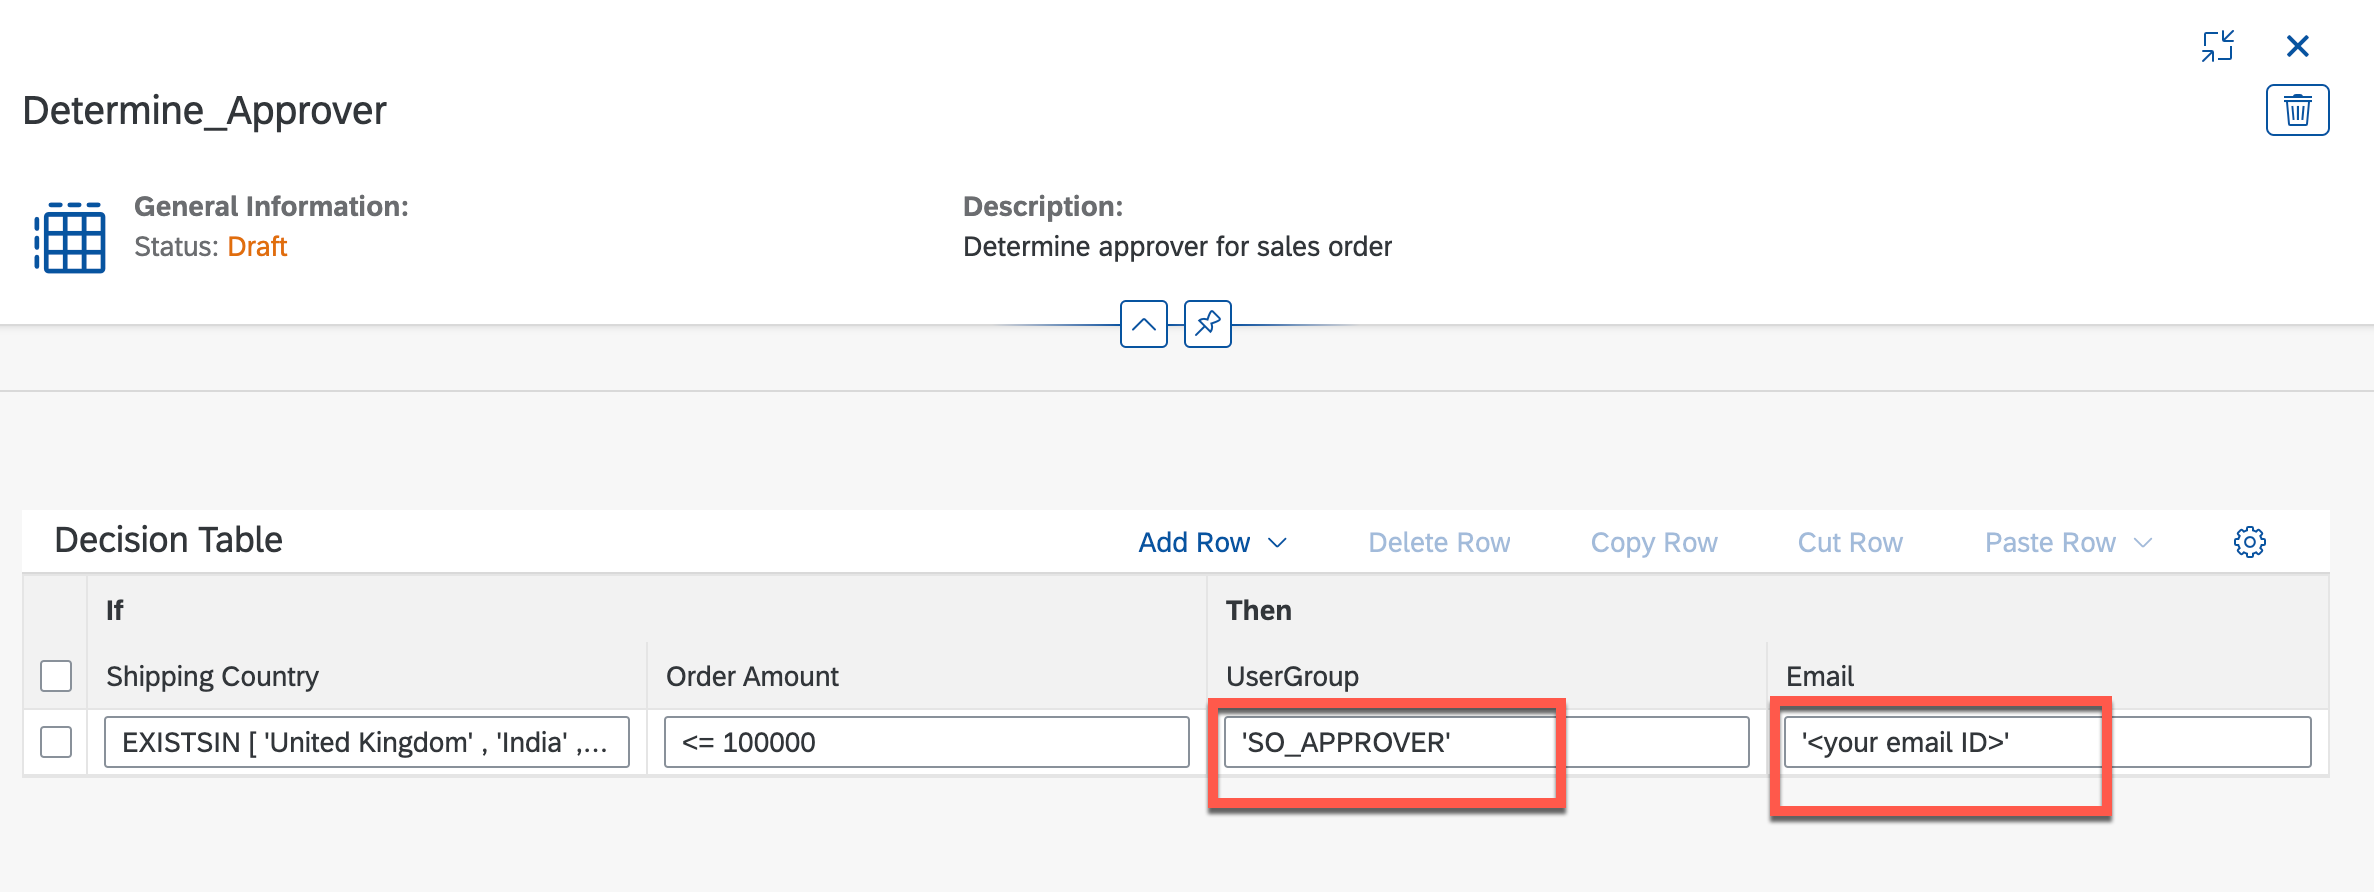 Determine_Approver
General Information:
Status: Draft
Description:
Determine approver for sales order
Decision Table
Add Row
Delete Row
Copy Row
Cut Row
Paste Row
If
Then
Shipping Country
Order Amount
UserGroup
Email
EXISTSIN [ 'United Kingdom' , 'India' ,...
<= 100000
'SO_APPROVER'
'<your email ID>'